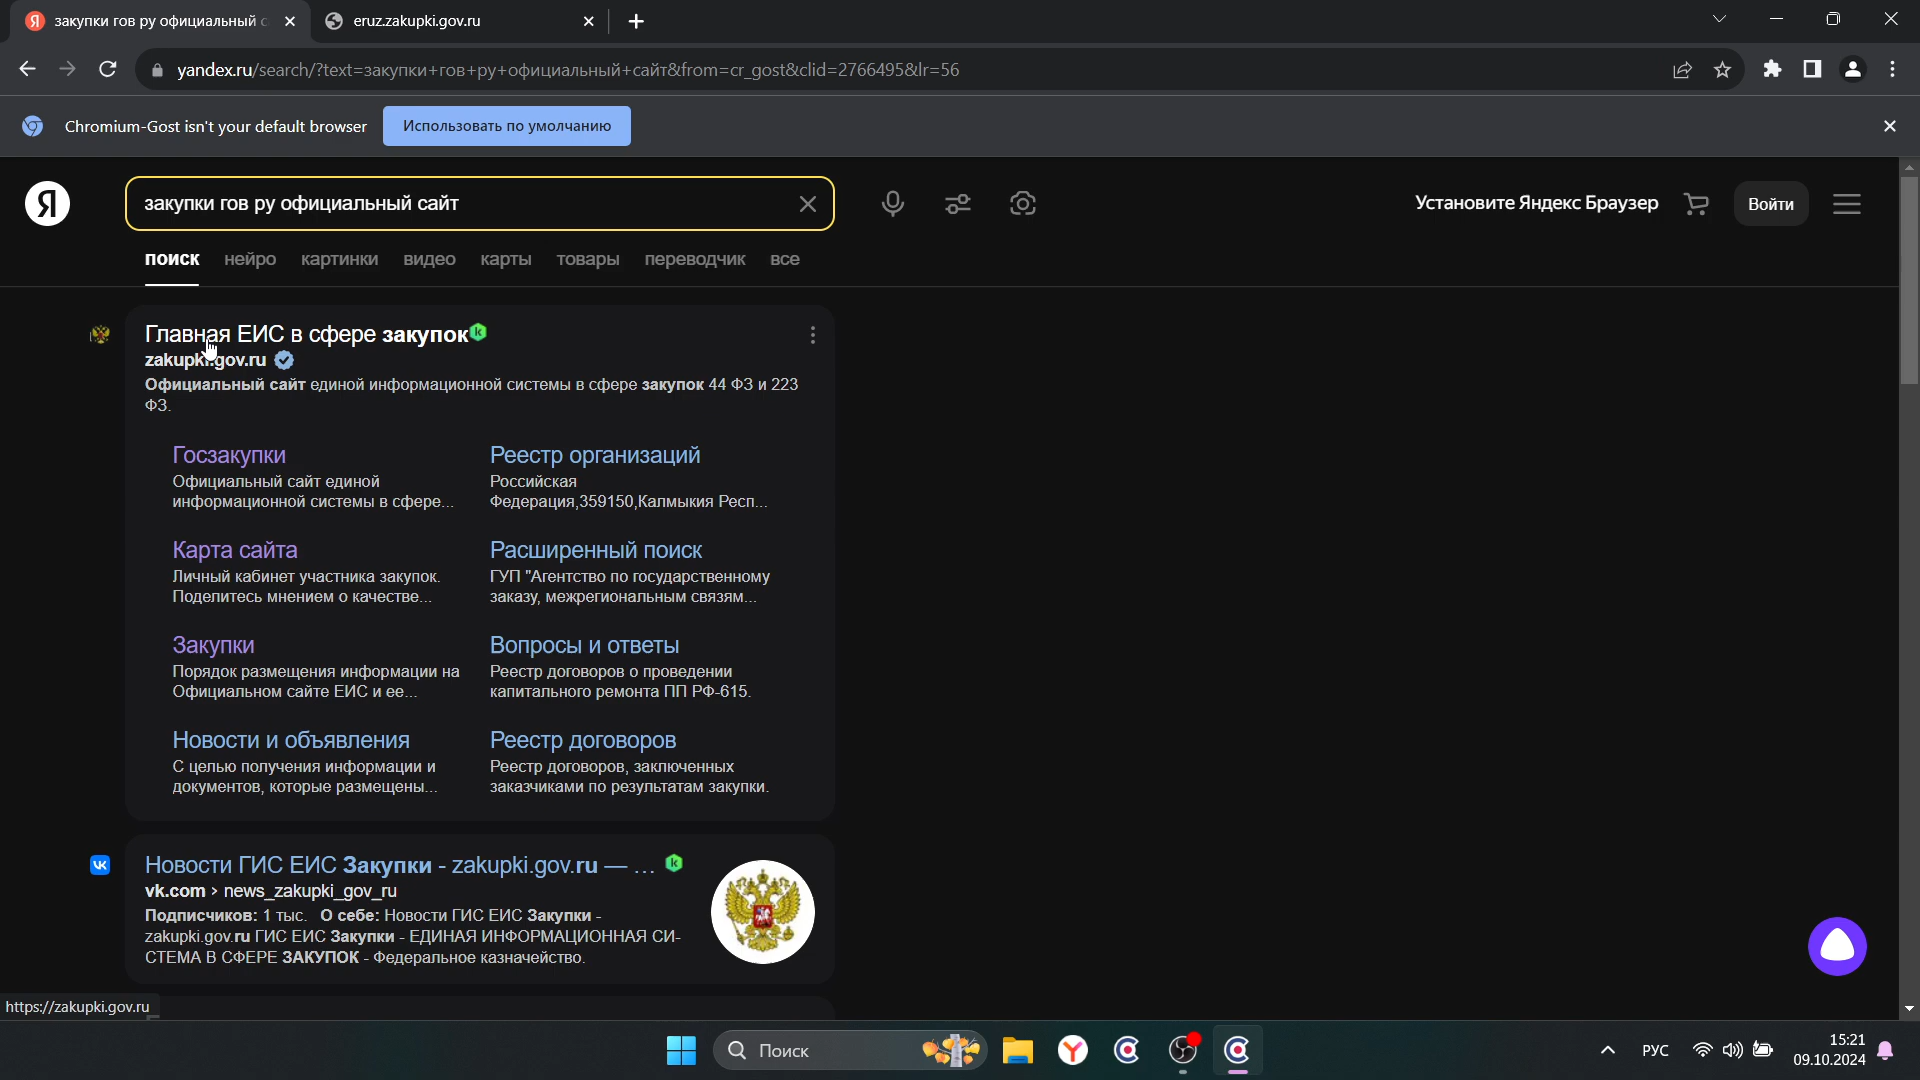 закупки гов ру официальный с
eruz.zakupki.gov.ru
yandex.ru/search/?text=закупки+гов+ру+официальный+сайт&from=cr_gost&clid=2766495&lr=56
Chromium-Gost isn't your default browser
Использовать по умолчанию
Я
закупки гов ру официальный сайт
Установите Яндекс Браузер
Войти
поиск нейро картинки видео карты товары переводчик все
Главная ЕИС в сфере закупок
zakupki.gov.ru
Официальный сайт единой информационной системы в сфере закупок 44 ФЗ и 223
ФЗ.
Госзакупки
Официальный сайт единой
информационной системы в сфере...
Реестр организаций
Российская
Федерация,359150,Калмыкия Респ...
Карта сайта
Личный кабинет участника закупок.
Поделитесь мнением о качестве...
Расширенный поиск
ГУП "Агентство по государственному
заказу, межрегиональным связям...
Закупки
Порядок размещения информации на
Официальном сайте ЕИС и ее...
Вопросы и ответы
Реестр договоров о проведении
капитального ремонта ПП РФ-615.
Новости и объявления
С целью получения информации и
документов, которые размещены...
Реестр договоров
Реестр договоров, заключенных
заказчиками по результатам закупки.
Новости ГИС ЕИС Закупки - zakupki.gov.ru — ...
vk.com › news_zakupki_gov_ru
Подписчиков: 1 тыс. О себе: Новости ГИС ЕИС Закупки -
zakupki.gov.ru ГИС ЕИС Закупки - ЕДИНАЯ ИНФОРМАЦИОННАЯ СИ-
СТЕМА В СФЕРЕ ЗАКУПОК - Федеральное казначейство.
https://zakupki.gov.ru
Поиск
РУС
15:21
09.10.2024